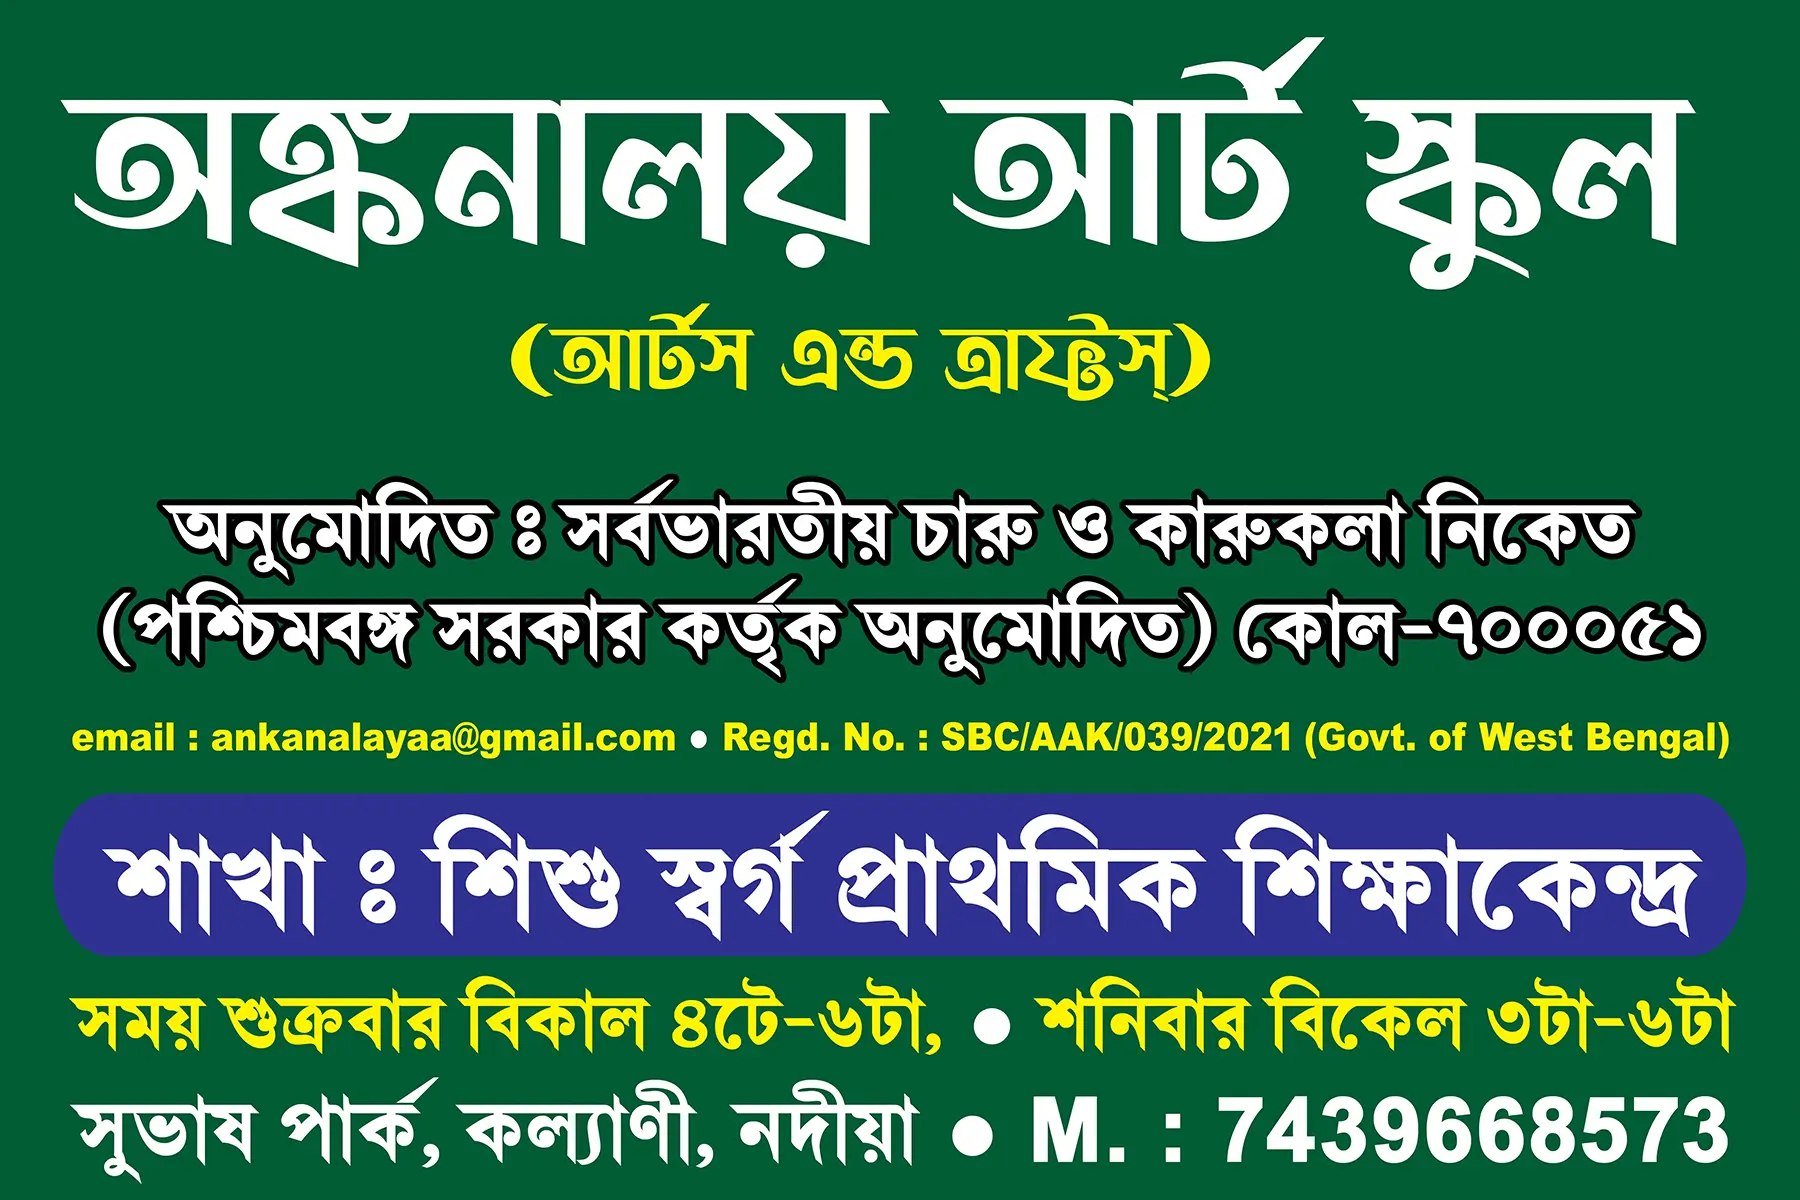 অঙ্কনালয় আর্ট স্কুল
(আর্টস এন্ড ত্রাফ্টস্)
অনুমোদিত ঃ সর্বভারতীয় চারু ও কারুকলা নিকেত
(পশ্চিমবঙ্গ সরকার কর্তৃক অনুমোদিত) কোল-৭০০০৫১
email : ankanalayaa@gmail.com ● Regd. No. : SBC/AAK/039/2021 (Govt. of West Bengal)
শাখা ঃ শিশু স্বর্গ প্রাথমিক শিক্ষাকেন্দ্র
সময় শুক্রবার বিকাল ৪টে-৬টা, ● শনিবার বিকেল ৩টা-৬টা
সুভাষ পার্ক, কল্যাণী, নদীয়া ● M. : 7439668573